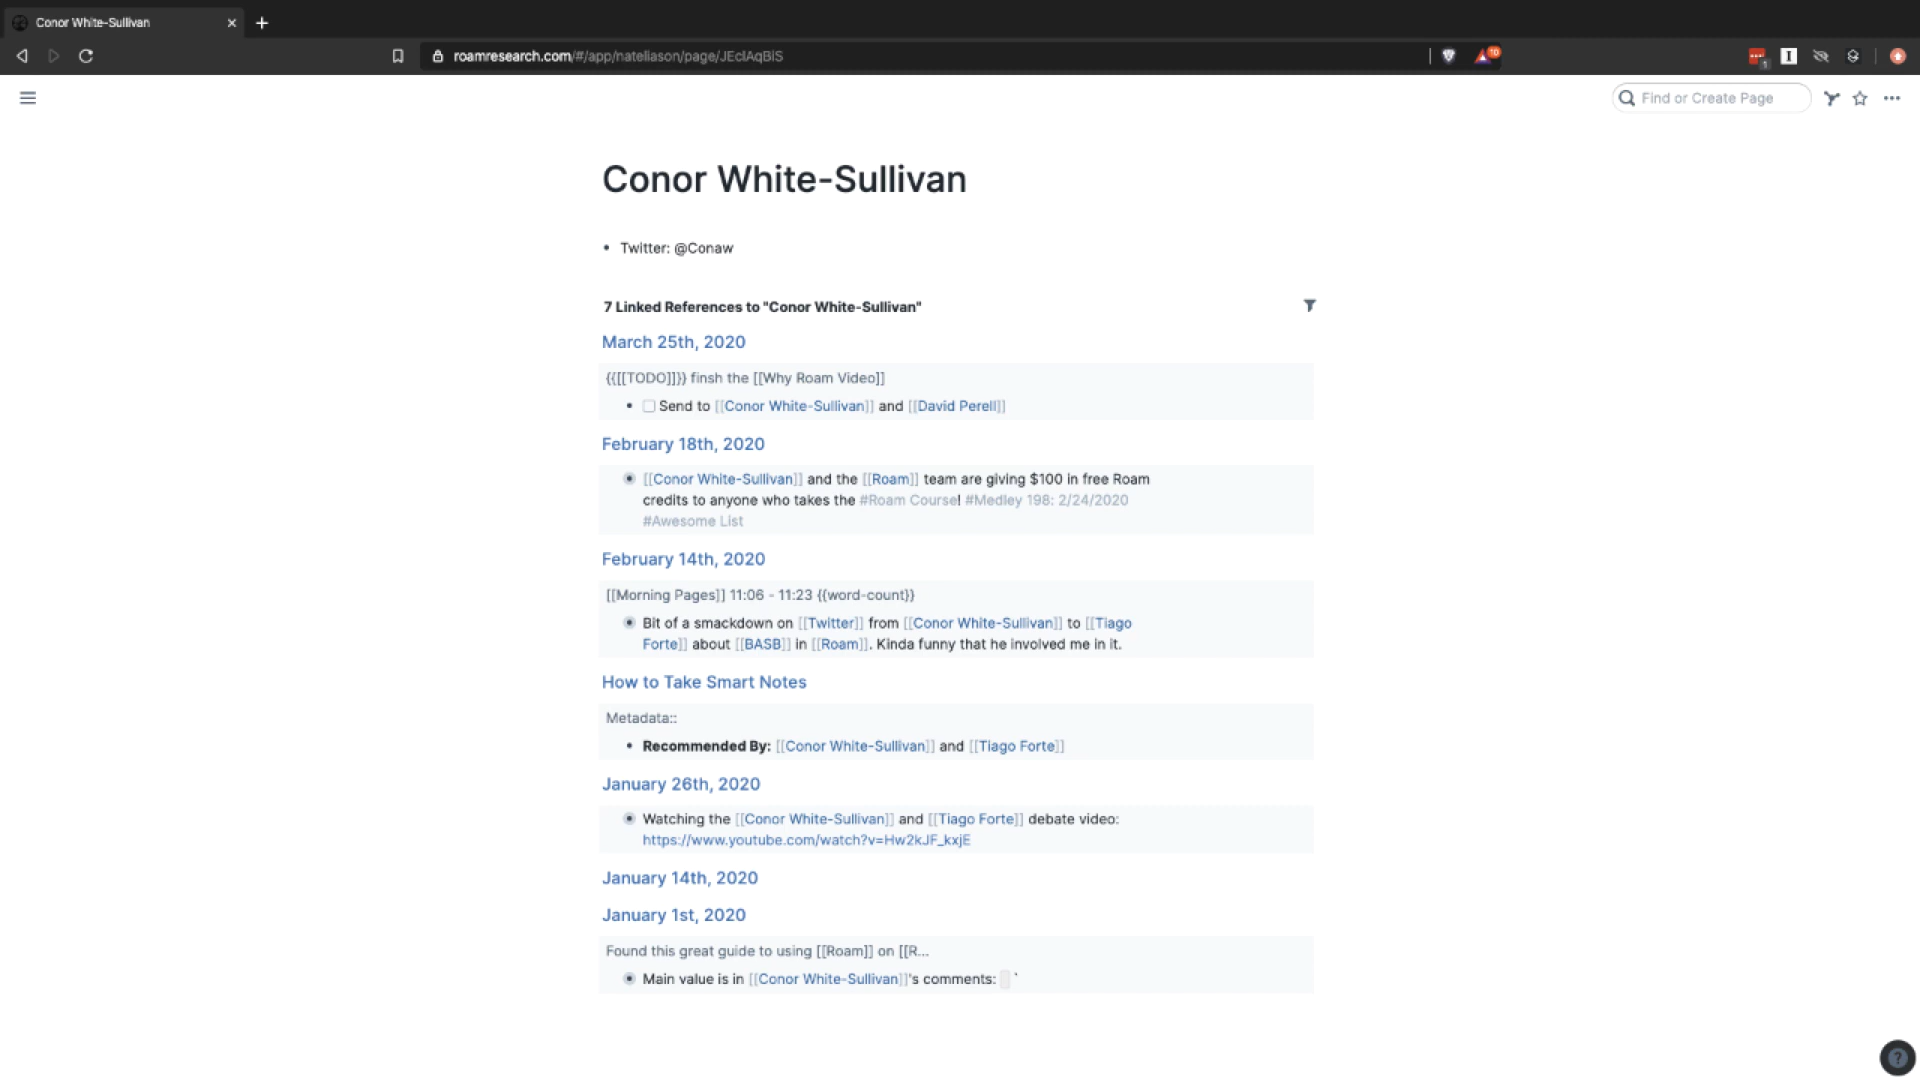 Conor White-Sullivan
roamresearch.com/#/app/nateliason/page/JEclAqBiS
10
1
I
Find or Create Page
Conor White-Sullivan
• Twitter: @Conaw
7 Linked References to "Conor White-Sullivan"
March 25th, 2020
{{[[TODO]]}} finsh the [[Why Roam Video]]
• Send to [[Conor White-Sullivan]] and [[David Perell]]
February 18th, 2020
[[Conor White-Sullivan]] and the [[Roam]] team are giving $100 in free Roam
credits to anyone who takes the #Roam Course! #Medley 198: 2/24/2020
#Awesome List
February 14th, 2020
[[Morning Pages]] 11:06 - 11:23 {{word-count}}
Bit of a smackdown on [[Twitter]] from [[Conor White-Sullivan]] to [[Tiago
Forte]] about [[BASB]] in [[Roam]]. Kinda funny that he involved me in it.
How to Take Smart Notes
Metadata::
• Recommended By: [[Conor White-Sullivan]] and [[Tiago Forte]]
January 26th, 2020
Watching the [[Conor White-Sullivan]] and [[Tiago Forte]] debate video:
https://www.youtube.com/watch?v=Hw2kJF_kxjE
January 14th, 2020
January 1st, 2020
Found this great guide to using [[Roam]] on [[R...
Main value is in [[Conor White-Sullivan]]'s comments: `
?